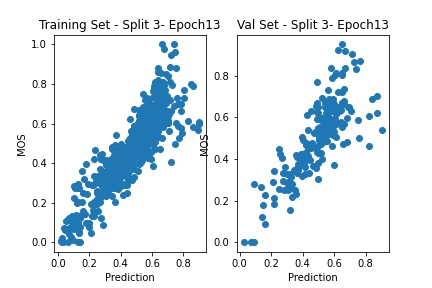 Training Set - Split 3- Epoch13
Val Set - Split 3- Epoch13
1.0
0.8
0.6
0.4
0.2
0.0
MOS
0.0 0.2 0.4 0.6 0.8
Prediction
0.8
0.6
0.4
0.2
0.0
MOS
0.0 0.2 0.4 0.6 0.8
Prediction